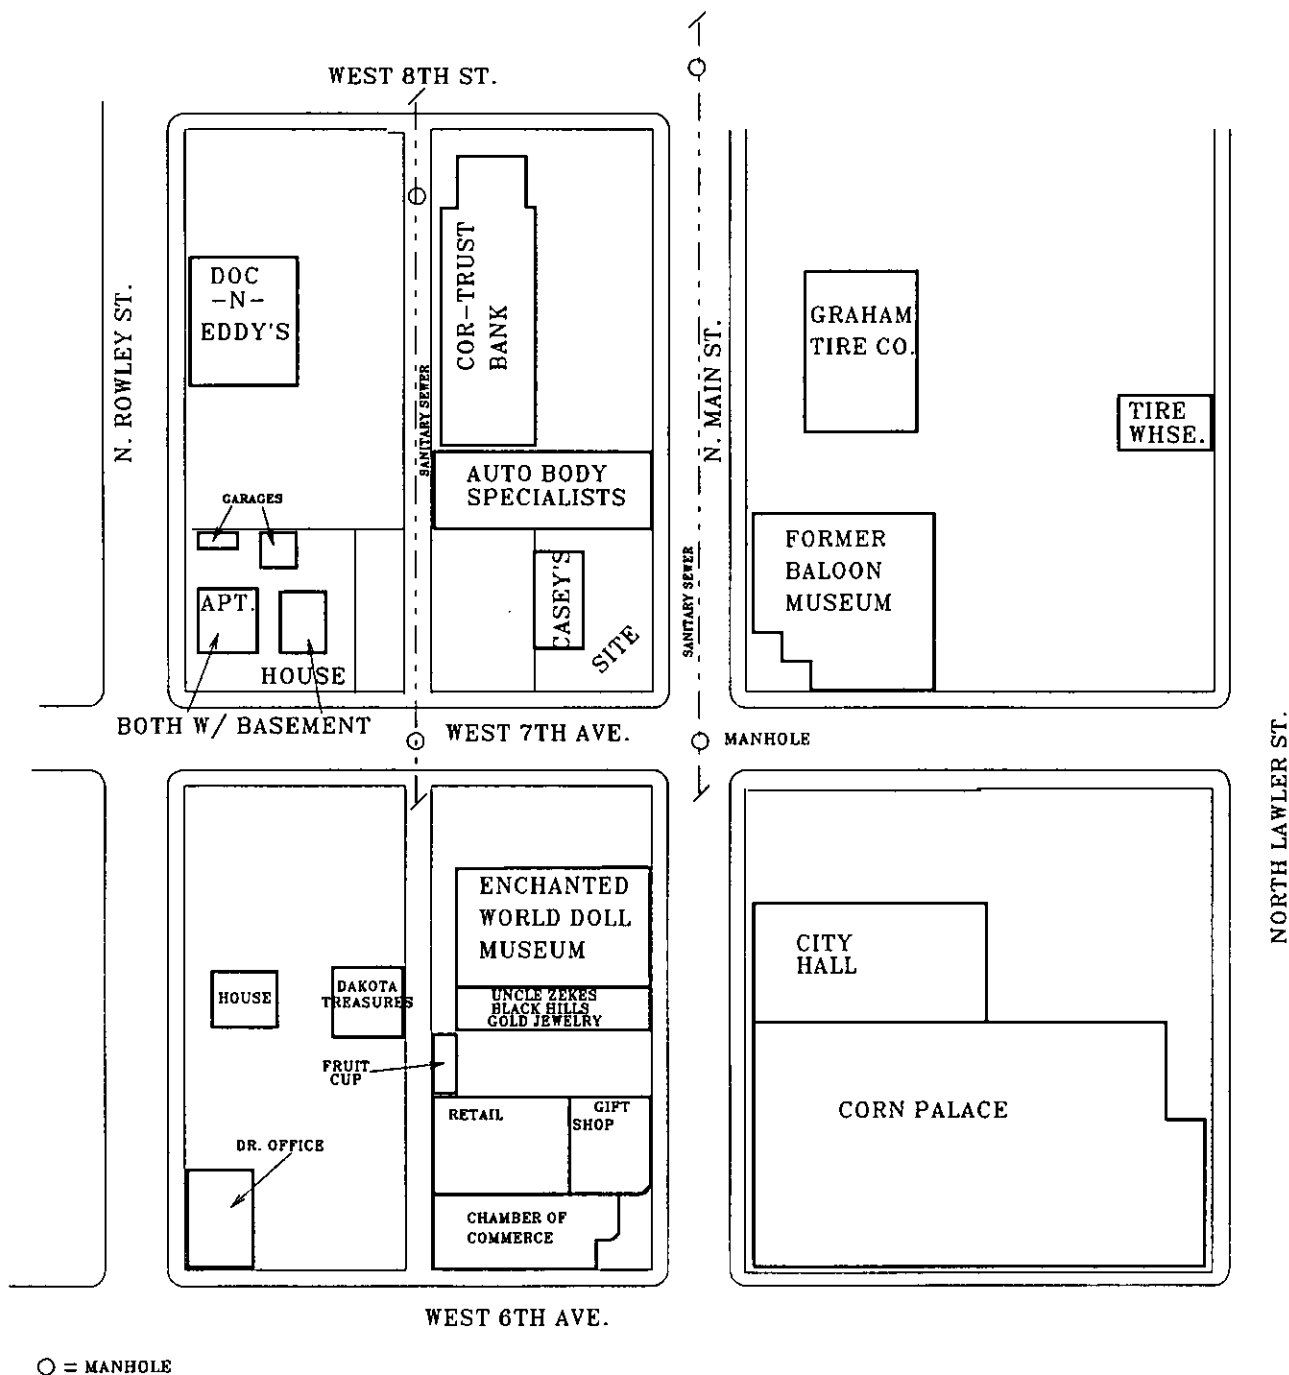 WEST 8TH ST.
N. ROWLEY ST.
DOC
-N-
EDDY'S
COR-TRUST
BANK
SANITARY SEWER
N. MAIN ST.
GRAHAM
TIRE CO.
TIRE
WHSE.
AUTO BODY
SPECIALISTS
GARAGES
APT.
HOUSE
CASEY'S
SITE
SANITARY SEWER
FORMER
BALOON
MUSEUM
BOTH W/ BASEMENT
WEST 7TH AVE.
MANHOLE
NORTH LAWLER ST.
ENCHANTED
WORLD DOLL
MUSEUM
CITY
HALL
HOUSE
DAKOTA
TREASURES
UNCLE ZEKES
BLACK HILLS
GOLD JEWELRY
FRUIT
CUP
RETAIL
GIFT
SHOP
CORN PALACE
DR. OFFICE
CHAMBER OF
COMMERCE
WEST 6TH AVE.
= MANHOLE